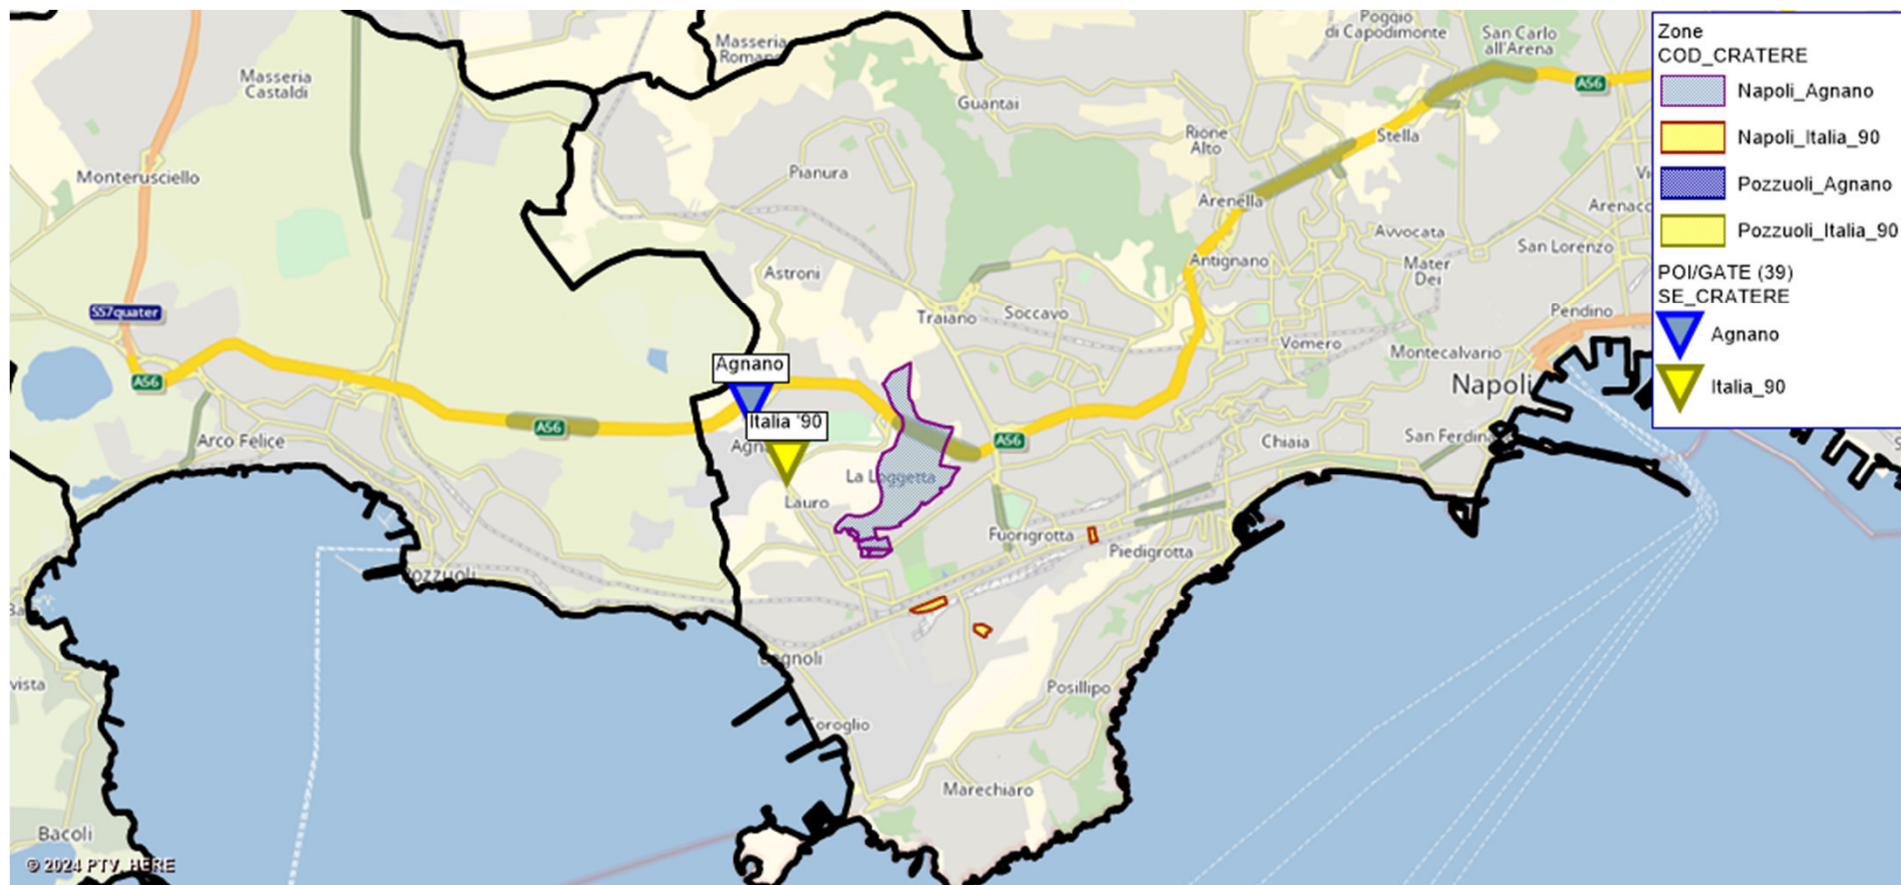 Poggio
di Capodimonte
San Carlo
all'Arena
Masseria
Romano
Masseria
Castaldi
Guantai
Rione
Alto
Stella
A56
Monterusciello
Pianura
Arenella
Avvocata
San Lorenzo
Astroni
Antignano
Mater
Dei
SS7quater
Traiano
Soccavo
Pendino
Vomero
Montecalvario
Agnano
A56
Napoli
Italia '90
A56
A56
Arco Felice
Chiaia
La Loggetta
Lauro
Fuorigrotta
Piedigrotta
Pozzuoli
Bagnoli
Posillipo
Coroglio
Marechiaro
Bacoli
© 2024 PTV, HERE
Zone
COD_CRATERE
Napoli_Agnano
Napoli_Italia_90
Pozzuoli_Agnano
Pozzuoli_Italia_90
POI/GATE (39)
SE_CRATERE
Agnano
Italia_90